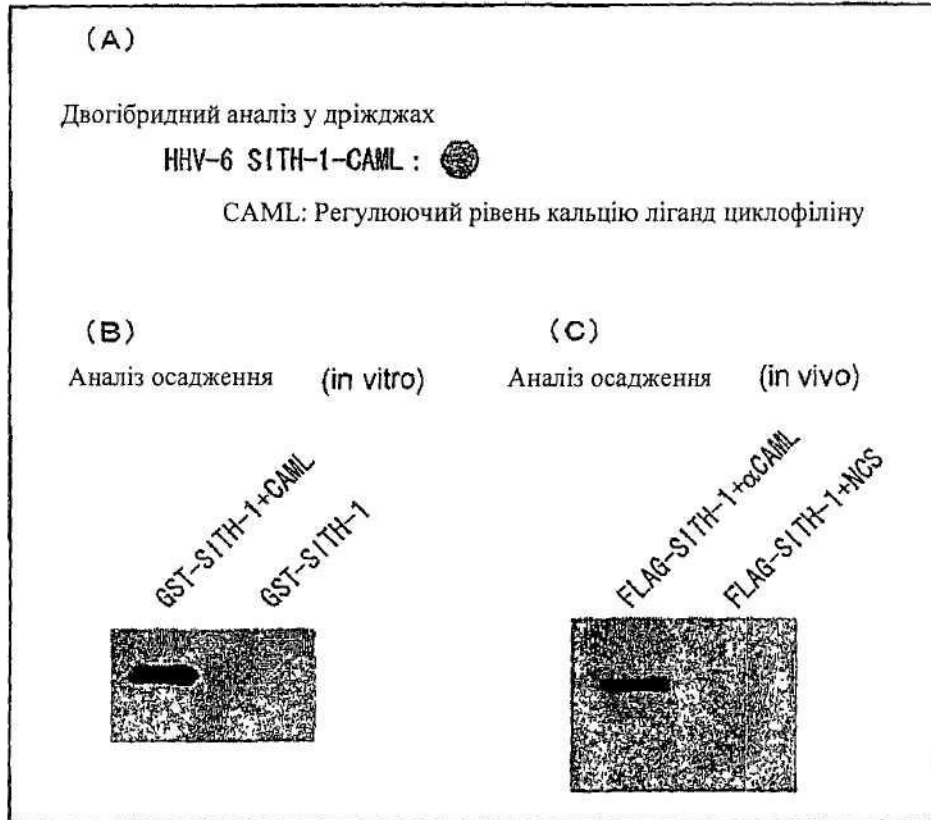 (A)
Двогібридний аналіз у дріжджах
HHV-6 SITH-1-CAML :
CAML: Регулюючий рівень кальцію ліганд циклофіліну
(B)
Аналіз осадження (in vitro)
GST-SITH-1+CAML
GST-SITH-1
(C)
Аналіз осадження (in vivo)
FLAG-SITH-1+αCAML
FLAG-SITH-1+NCS